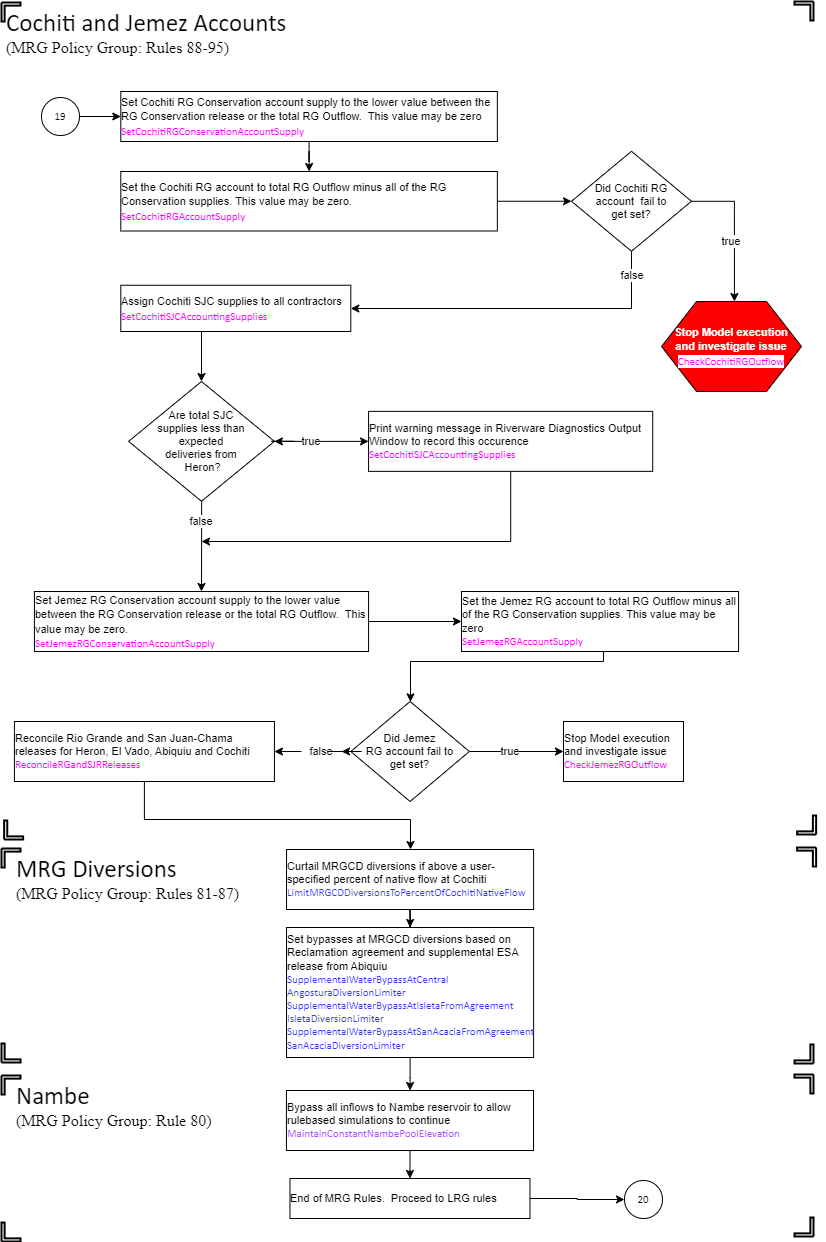 Cochiti and Jemez Accounts
(MRG Policy Group: Rules 88-95)
19
Set Cochiti RG Conservation account supply to the lower value between the
RG Conservation release or the total RG Outflow.  This value may be zero
SetCochitiRGConservationAccountSupply
Set the Cochiti RG account to total RG Outflow minus all of the RG
Conservation supplies. This value may be zero.
SetCochitiRGAccountSupply
Did Cochiti RG
account  fail to
get set?
true
false
Stop Model execution
and investigate issue
CheckCochitiRGOutflow
Assign Cochiti SJC supplies to all contractors
SetCochitiSJCAccountingSupplies
Are total SJC
supplies less than
expected
deliveries from
Heron?
true
Print warning message in Riverware Diagnostics Output
Window to record this occurence
SetCochitiSJCAccountingSupplies
false
Set Jemez RG Conservation account supply to the lower value
between the RG Conservation release or the total RG Outflow.  This
value may be zero.
SetJemezRGConservationAccountSupply
Set the Jemez RG account to total RG Outflow minus all
of the RG Conservation supplies. This value may be
zero
SetJemezRGAccountSupply
Did Jemez
RG account fail to
get set?
false
true
Reconcile Rio Grande and San Juan-Chama
releases for Heron, El Vado, Abiquiu and Cochiti
ReconcileRGandSJRReleases
Stop Model execution
and investigate issue
CheckJemezRGOutflow
MRG Diversions
(MRG Policy Group: Rules 81-87)
Curtail MRGCD diversions if above a user-
specified percent of native flow at Cochiti
LimitMRGCDDiversionsToPercentOfCochitiNativeFlow
Set bypasses at MRGCD diversions based on
Reclamation agreement and supplemental ESA
release from Abiquiu
SupplementalWaterBypassAtCentral
AngosturaDiversionLimiter
SupplementalWaterBypassAtIsletaFromAgreement
IsletaDiversionLimiter
SupplementalWaterBypassAtSanAcaciaFromAgreement
SanAcaciaDiversionLimiter
Nambe
(MRG Policy Group: Rule 80)
Bypass all inflows to Nambe reservoir to allow
rulebased simulations to continue
MaintainConstantNambePoolElevation
End of MRG Rules.  Proceed to LRG rules
20